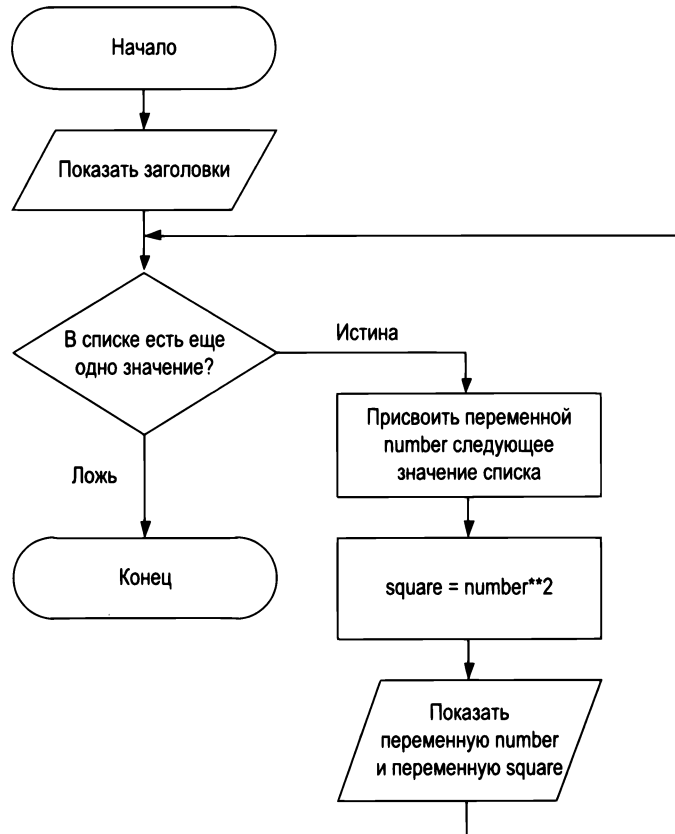 Начало
Показать заголовки
В списке есть еще
одно значение?
Истина
Присвоить переменной
number следующее
значение списка
Ложь
Конец
square = number**2
Показать
переменную number
и переменную square